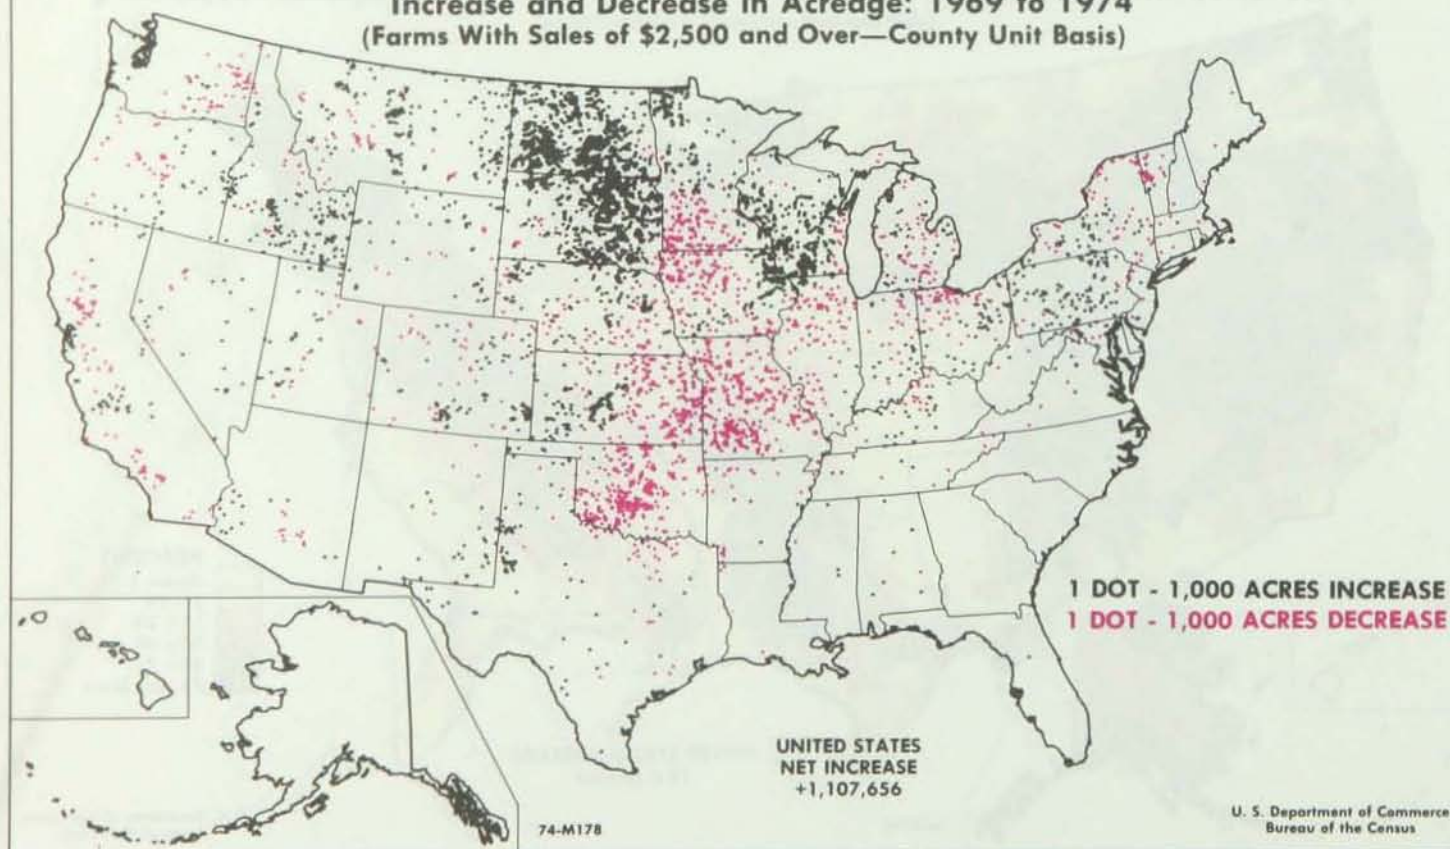 Increase and Decrease in Acreage: 1969 to 1974
(Farms With Sales of $2,500 and Over—County Unit Basis)
1 DOT - 1,000 ACRES INCREASE
1 DOT - 1,000 ACRES DECREASE
UNITED STATES
NET INCREASE
+1,107,656
74-M178
U. S. Department of Commerce
Bureau of the Census